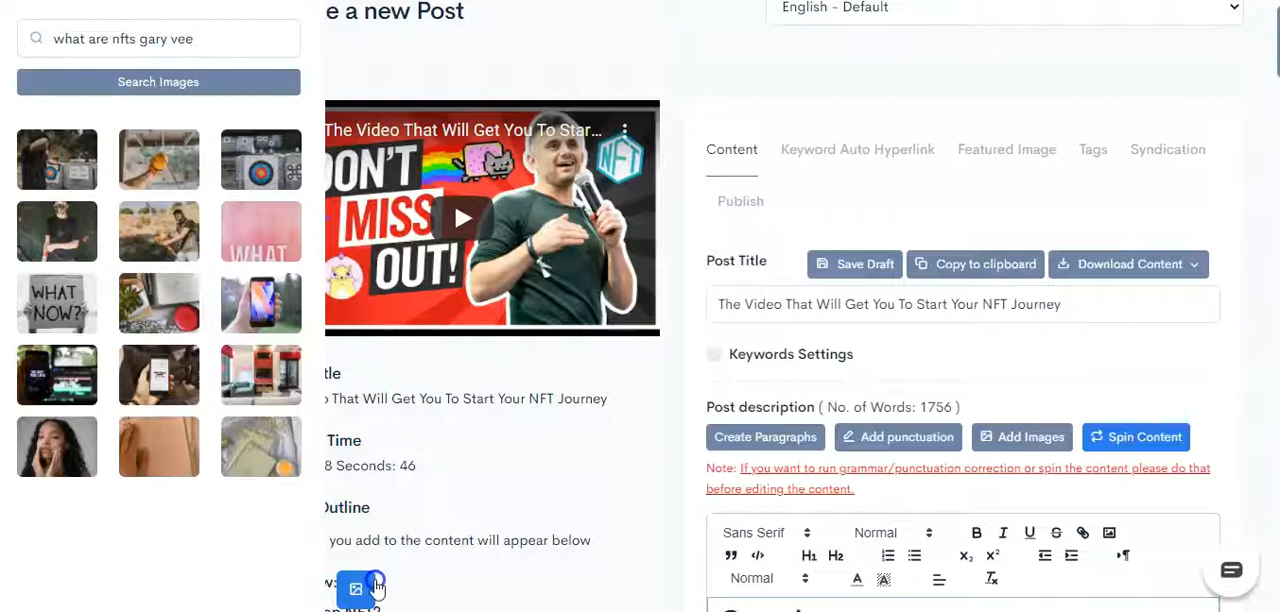 what are nfts gary vee
Search Images
WHAT
WHAT
NOW?
e a new Post
English - Default
The Video That Will Get You To Star...
DON'T
MISS
OUT!
NFT
tle
That Will Get You To Start Your NFT Journey
Time
8 Seconds: 46
Outline
you add to the content will appear below
w:
Content
Keyword Auto Hyperlink
Featured Image
Tags
Syndication
Publish
Post Title
Save Draft
Copy to clipboard
Download Content
The Video That Will Get You To Start Your NFT Journey
Keywords Settings
Post description ( No. of Words: 1756 )
Create Paragraphs
Add punctuation
Add Images
Spin Content
Note: If you want to run grammar/punctuation correction or spin the content please do that
before editing the content.
Sans Serif
Normal
B I U S
H1 H2
X2 X2
Normal
A A
Tx